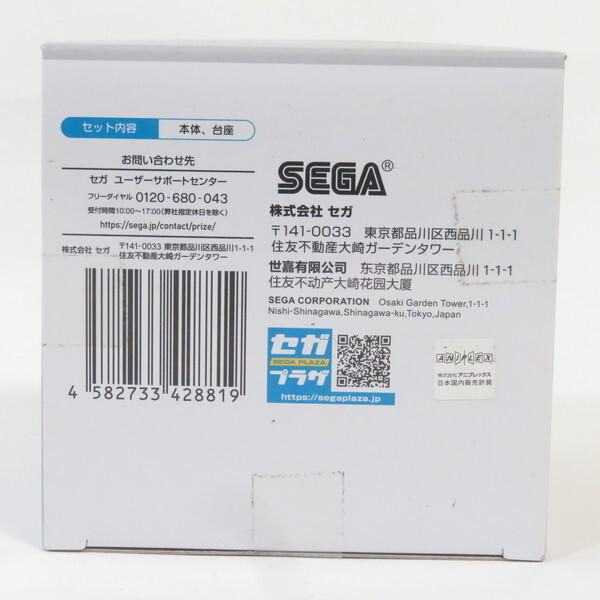 セット内容 本体、台座
お問い合わせ先
セガ ユーザーサポートセンター
フリーダイヤル 0120-680-043
受付時間10:00〜17:00(弊社指定休日を除く)
https://sega.jp/contact/prize/
株式会社 セガ 〒141-0033 東京都品川区西品川1-1-1
住友不動産大崎ガーデンタワー
4 582733 428819
SEGA®
株式会社 セガ
〒141-0033 東京都品川区西品川 1-1-1
住友不動産大崎ガーデンタワー
世嘉有限公司 东京都品川区西品川 1-1-1
住友不动产大崎花园大厦
SEGA CORPORATION Osaki Garden Tower,1-1-1
Nishi-Shinagawa,Shinagawa-ku,Tokyo,Japan
セガ
SEGA PLAZA
プラザ
https://segaplaza.jp
ANIPLEX
株式会社 アニプレックス
日本国内販売許諾